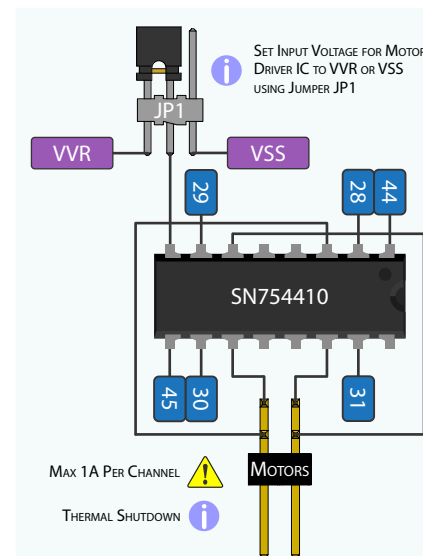 SET INPUT VOLTAGE FOR MOTOR
DRIVER IC TO VVR OR VSS
USING JUMPER JP1
JP1
VVR
VSS
29
28
44
SN754410
45
30
31
MAX 1A PER CHANNEL
MOTORS
THERMAL SHUTDOWN